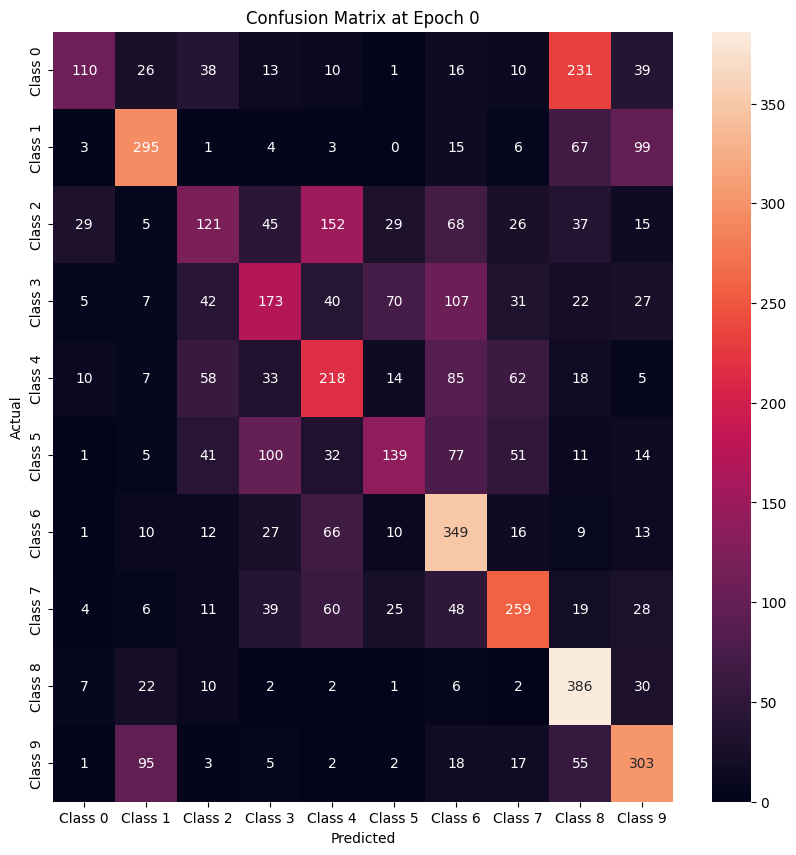 Confusion Matrix at Epoch 0
Class 0 110 26 38 13 10 1 16 10 231 39
Class 1 3 295 1 4 3 0 15 6 67 99
Class 2 29 5 121 45 152 29 68 26 37 15
Class 3 5 7 42 173 40 70 107 31 22 27
Class 4 10 7 58 33 218 14 85 62 18 5
Class 5 1 5 41 100 32 139 77 51 11 14
Class 6 1 10 12 27 66 10 349 16 9 13
Class 7 4 6 11 39 60 25 48 259 19 28
Class 8 7 22 10 2 2 1 6 2 386 30
Class 9 1 95 3 5 2 2 18 17 55 303
Class 0 Class 1 Class 2 Class 3 Class 4 Class 5 Class 6 Class 7 Class 8 Class 9
Predicted
Actual
350
300
250
200
150
100
50
0